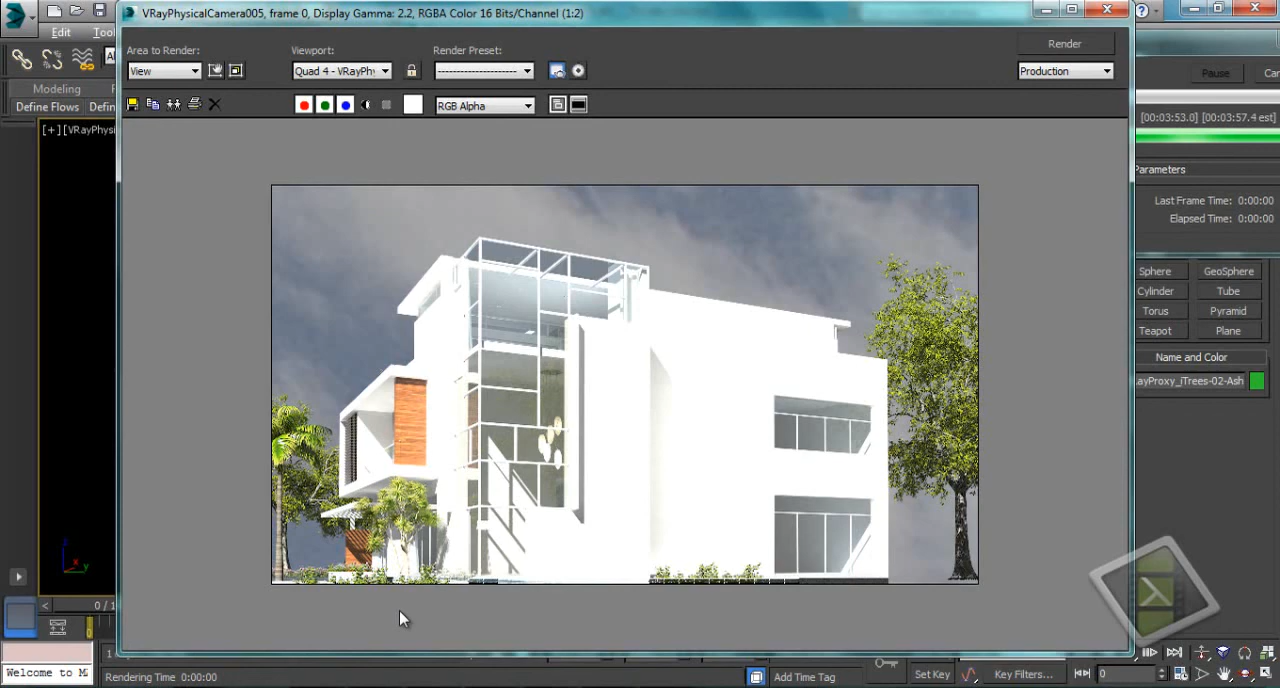 VRayPhysicalCamera005, frame 0, Display Gamma: 2.2, RGBA Color 16 Bits/Channel (1:2)
Edit
Area to Render:
Viewport:
Render Preset:
Render
View
Quad 4 - VRayPh
Production
Pause
Modeling
Define Flows
RGB Alpha
[00:03:53.0] [00:03:57.4 est]
[+][VRayPhysi
Parameters
Last Frame Time: 0:00:00
Elapsed Time: 0:00:00
Sphere
GeoSphere
Cylinder
Tube
Torus
Pyramid
Teapot
Plane
Name and Color
ayProxy_iTrees-02-Ash
z
x
y
0 / 1
Welcome to M
Rendering Time 0:00:00
Add Time Tag
Set Key
Key Filters...
0